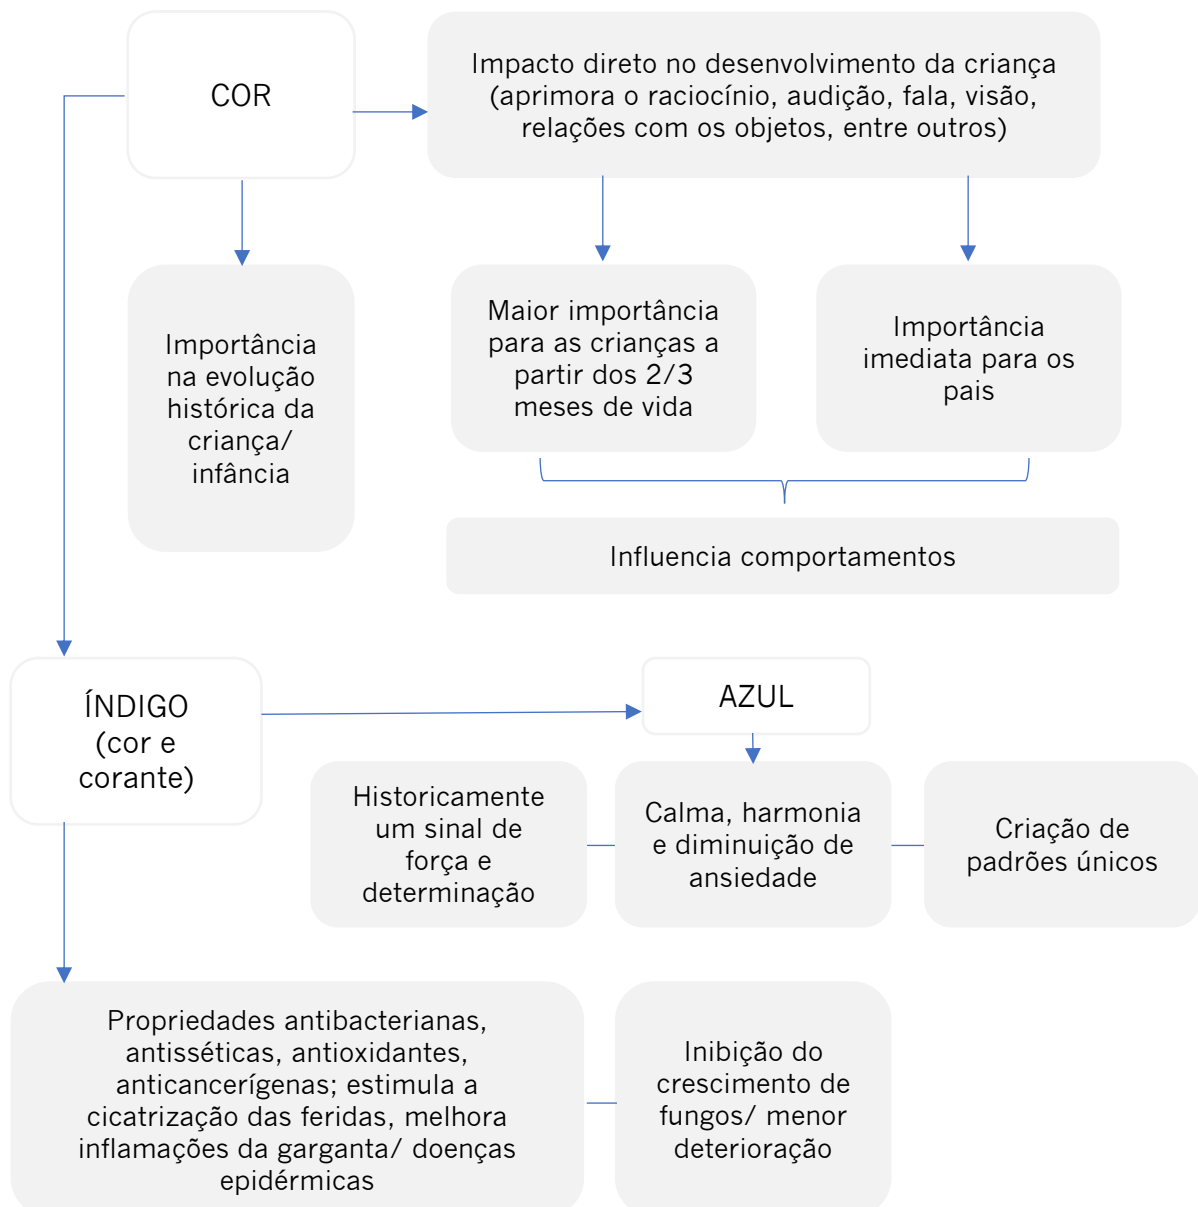 COR
Impacto direto no desenvolvimento da criança
(aprimora o raciocínio, audição, fala, visão,
relações com os objetos, entre outros)
Importância
na evolução
histórica da
criança/
infância
Maior importância
para as crianças a
partir dos 2/3
meses de vida
Importância
imediata para os
pais
Influencia comportamentos
ÍNDIGO
(cor e
corante)
AZUL
Historicamente
um sinal de
força e
determinação
Calma, harmonia
e diminuição de
ansiedade
Criação de
padrões únicos
Propriedades antibacterianas,
antisséticas, antioxidantes,
anticancerígenas; estimula a
cicatrização das feridas, melhora
inflamações da garganta/ doenças
epidérmicas
Inibição do
crescimento de
fungos/ menor
deterioração